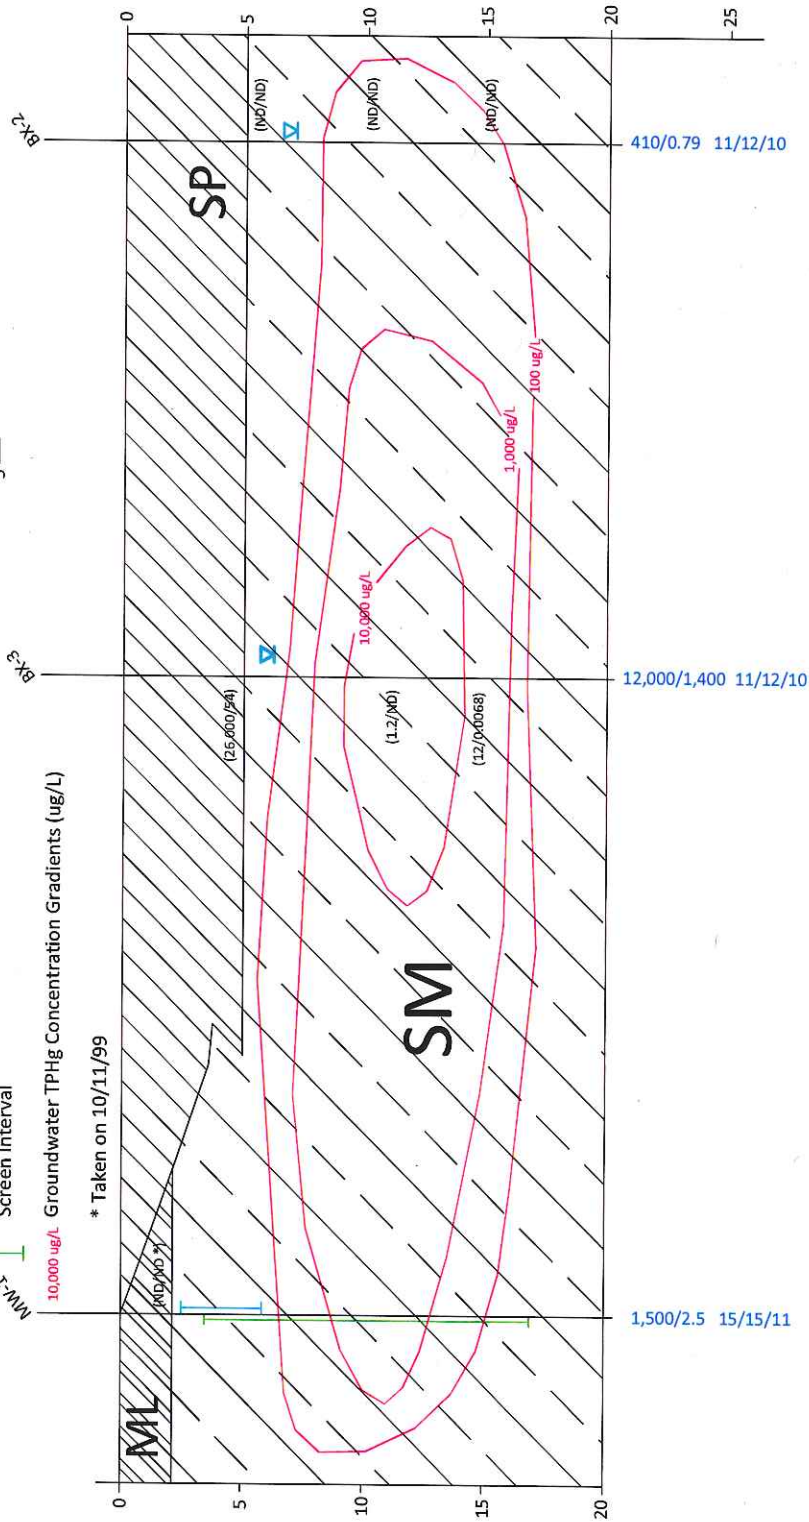 Screen Interval
10,000 ug/L Groundwater TPHg Concentration Gradients (ug/L)
* Taken on 10/11/99
MW-1
BX-3
BX-2
0
5
10
15
20
0
5
10
15
20
25
ML
SP
SM
(ND/ND *)
(26,000/54)
(1.2/ND)
(12/0.0068)
(ND/ND)
(ND/ND)
(ND/ND)
10,000 ug/L
1,000 ug/L
100 ug/L
1,500/2.5 15/15/11
12,000/1,400 11/12/10
410/0.79 11/12/10